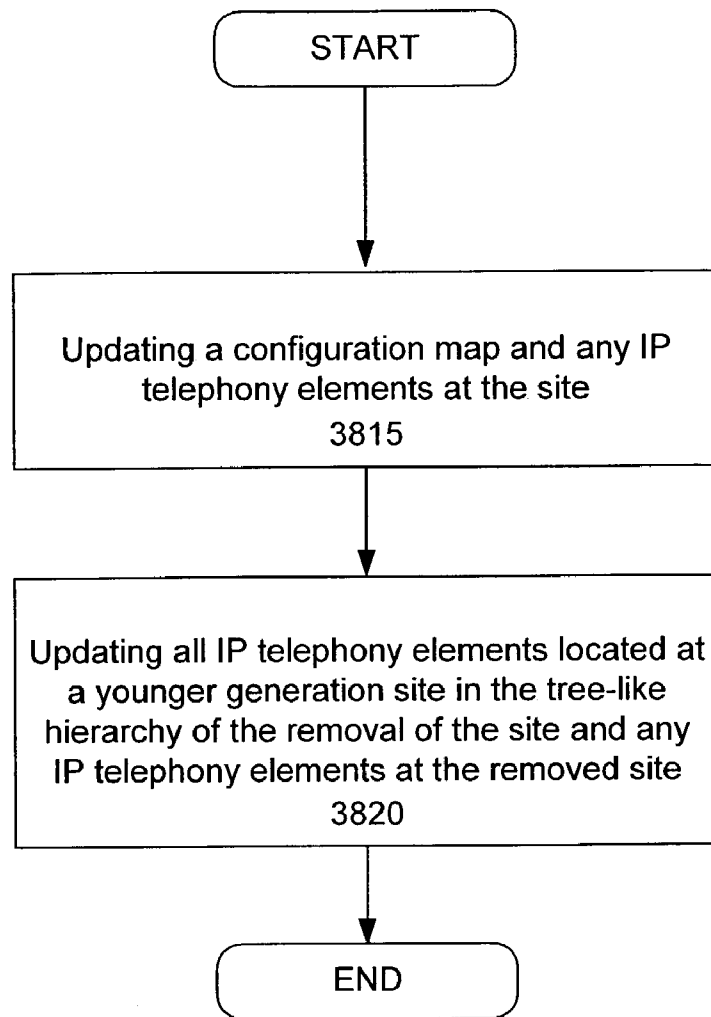 START
Updating a configuration map and any IP
telephony elements at the site
3815
Updating all IP telephony elements located at
a younger generation site in the tree-like
hierarchy of the removal of the site and any
IP telephony elements at the removed site
3820
END